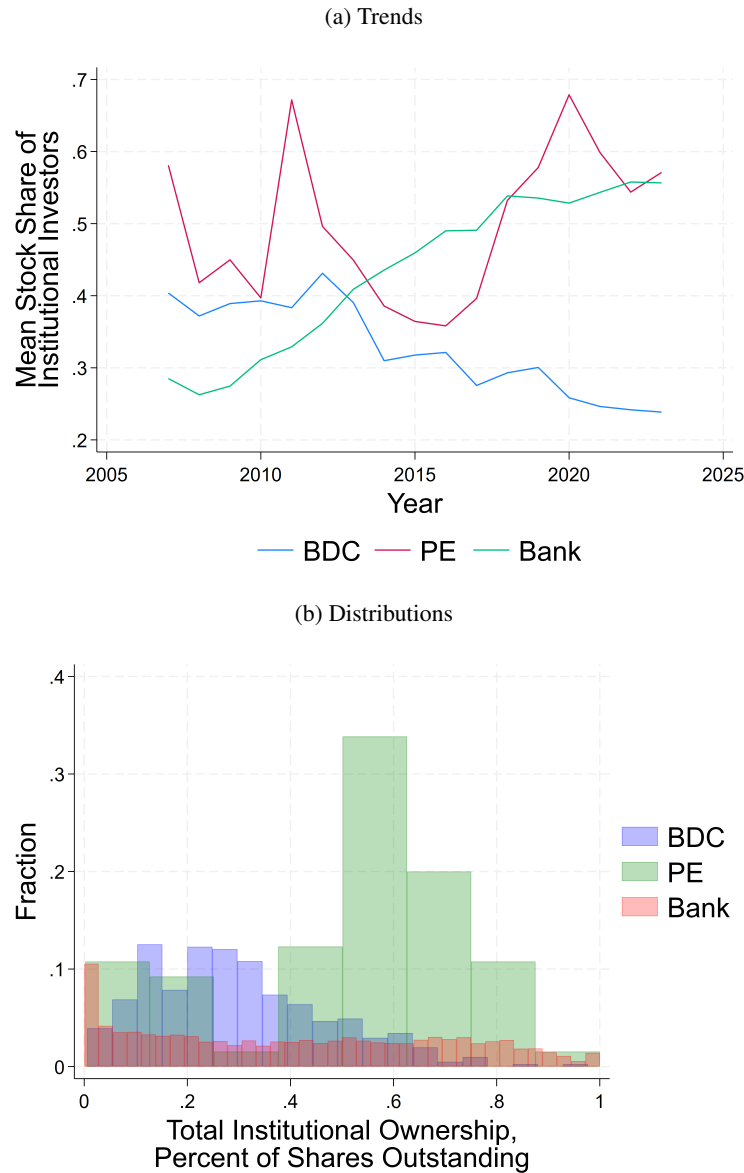 (a) Trends
.7
.6
.5
.4
.3
.2
Mean Stock Share of
Institutional Investors
2005 2010 2015 2020 2025
Year
BDC PE Bank
(b) Distributions
.4
.3
.2
.1
0
Fraction
BDC
PE
Bank
0 .2 .4 .6 .8 1
Total Institutional Ownership,
Percent of Shares Outstanding